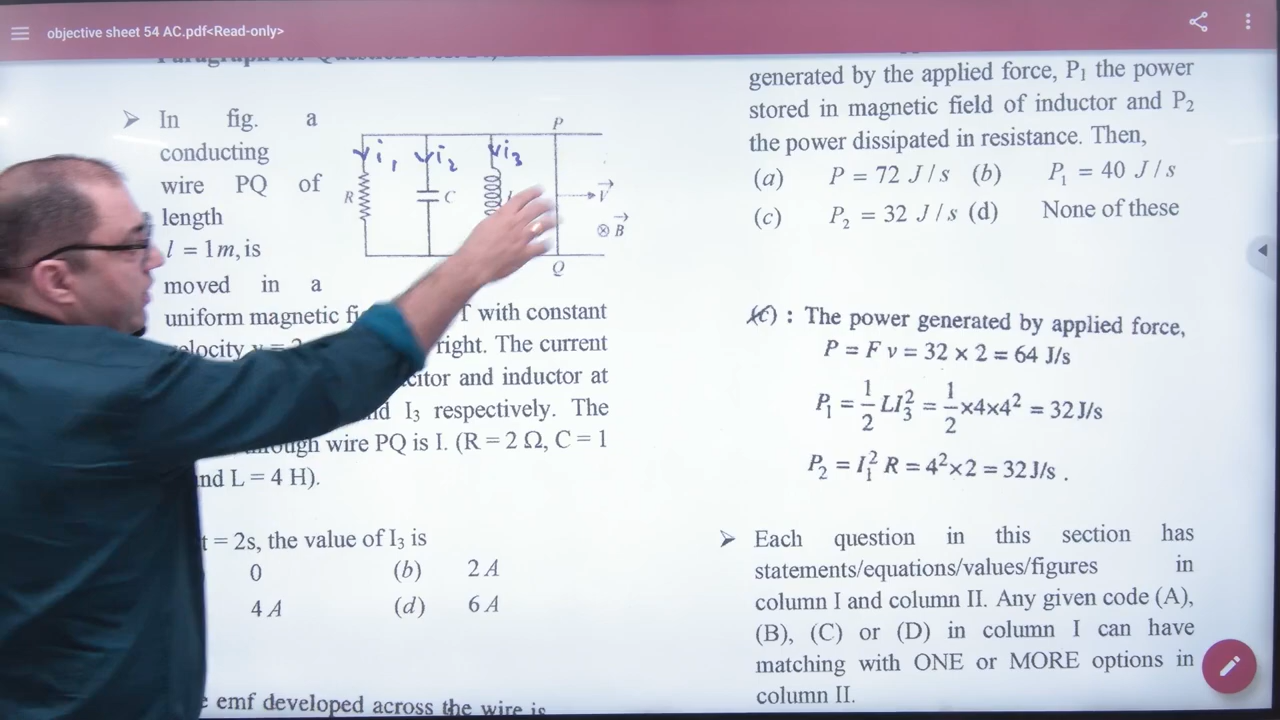 objective sheet 54 AC.pdf<Read-only>
➢ In fig. a
conducting
wire PQ of
length
l = 1m, is
moved in a
uniform magnetic with constant
right. The current
and inductor at
I₃ respectively. The
wire PQ is I. (R = 2 Ω, C = 1
L = 4 H).
P
i₁ i₂ i₃
R C V⃗
⊗ B⃗
Q
t = 2s, the value of I₃ is
0 (b) 2 A
4 A (d) 6 A
emf developed across the wire is
generated by the applied force, P₁ the power
stored in magnetic field of inductor and P₂
the power dissipated in resistance. Then,
(a) P = 72 J/s (b) P₁ = 40 J/s
(c) P₂ = 32 J/s (d) None of these
(c) : The power generated by applied force,
P = F v = 32 × 2 = 64 J/s
P₁ = 1/2 LI₃² = 1/2 ×4×4² = 32 J/s
P₂ = I₁² R = 4²×2 = 32 J/s .
➢ Each question in this section has
statements/equations/values/figures in
column I and column II. Any given code (A),
(B), (C) or (D) in column I can have
matching with ONE or MORE options in
column II.